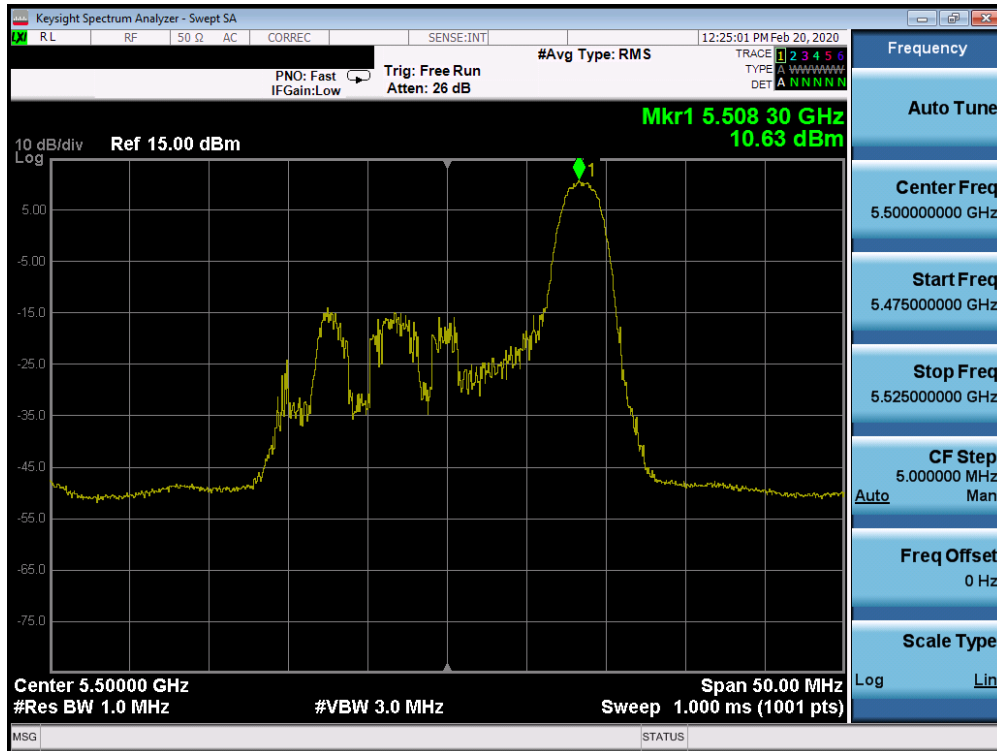 Keysight Spectrum Analyzer - Swept SA
LXI RL RF 50 Ω AC CORREC SENSE:INT 12:25:01 PM Feb 20, 2020
#Avg Type: RMS TRACE 1 2 3 4 5 6
PNO: Fast Trig: Free Run TYPE A WWWWWW
IFGain:Low Atten: 26 dB DET A N N N N N
Mkr1 5.508 30 GHz
10.63 dBm
10 dB/div Ref 15.00 dBm
Log
1
5.00
-5.00
-15.0
-25.0
-35.0
-45.0
-55.0
-65.0
-75.0
Center 5.50000 GHz Span 50.00 MHz
#Res BW 1.0 MHz #VBW 3.0 MHz Sweep 1.000 ms (1001 pts)
MSG STATUS
Frequency
Auto Tune
Center Freq
5.500000000 GHz
Start Freq
5.475000000 GHz
Stop Freq
5.525000000 GHz
CF Step
5.000000 MHz
Auto Man
Freq Offset
0 Hz
Scale Type
Log Lin